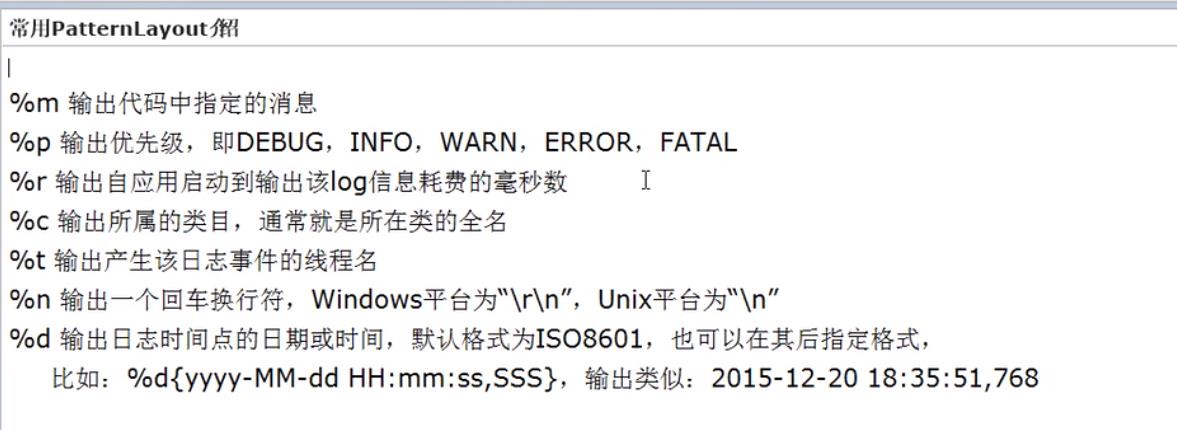 常用PatternLayout介绍
%m 输出代码中指定的消息
%p 输出优先级，即DEBUG，INFO，WARN，ERROR，FATAL
%r 输出自应用启动到输出该log信息耗费的毫秒数
%c 输出所属的类目，通常就是所在类的全名
%t 输出产生该日志事件的线程名
%n 输出一个回车换行符，Windows平台为“\r\n”，Unix平台为“\n”
%d 输出日志时间点的日期或时间，默认格式为ISO8601，也可以在其后指定格式，
比如：%d{yyyy-MM-dd HH:mm:ss,SSS}，输出类似：2015-12-20 18:35:51,768